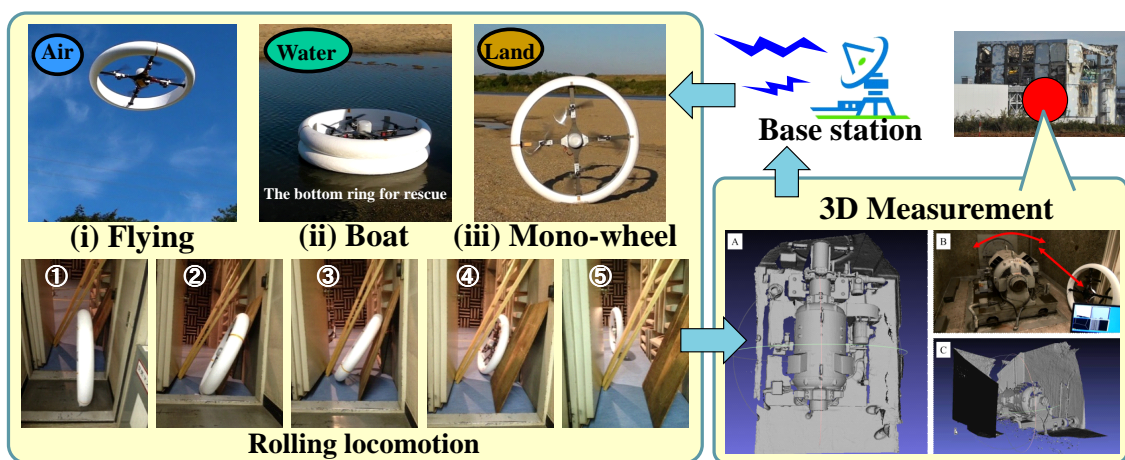 Air
Water
Land
The bottom ring for rescue
(i) Flying
(ii) Boat
(iii) Mono-wheel
① ② ③ ④ ⑤
Rolling locomotion
Base station
3D Measurement
A
B
C